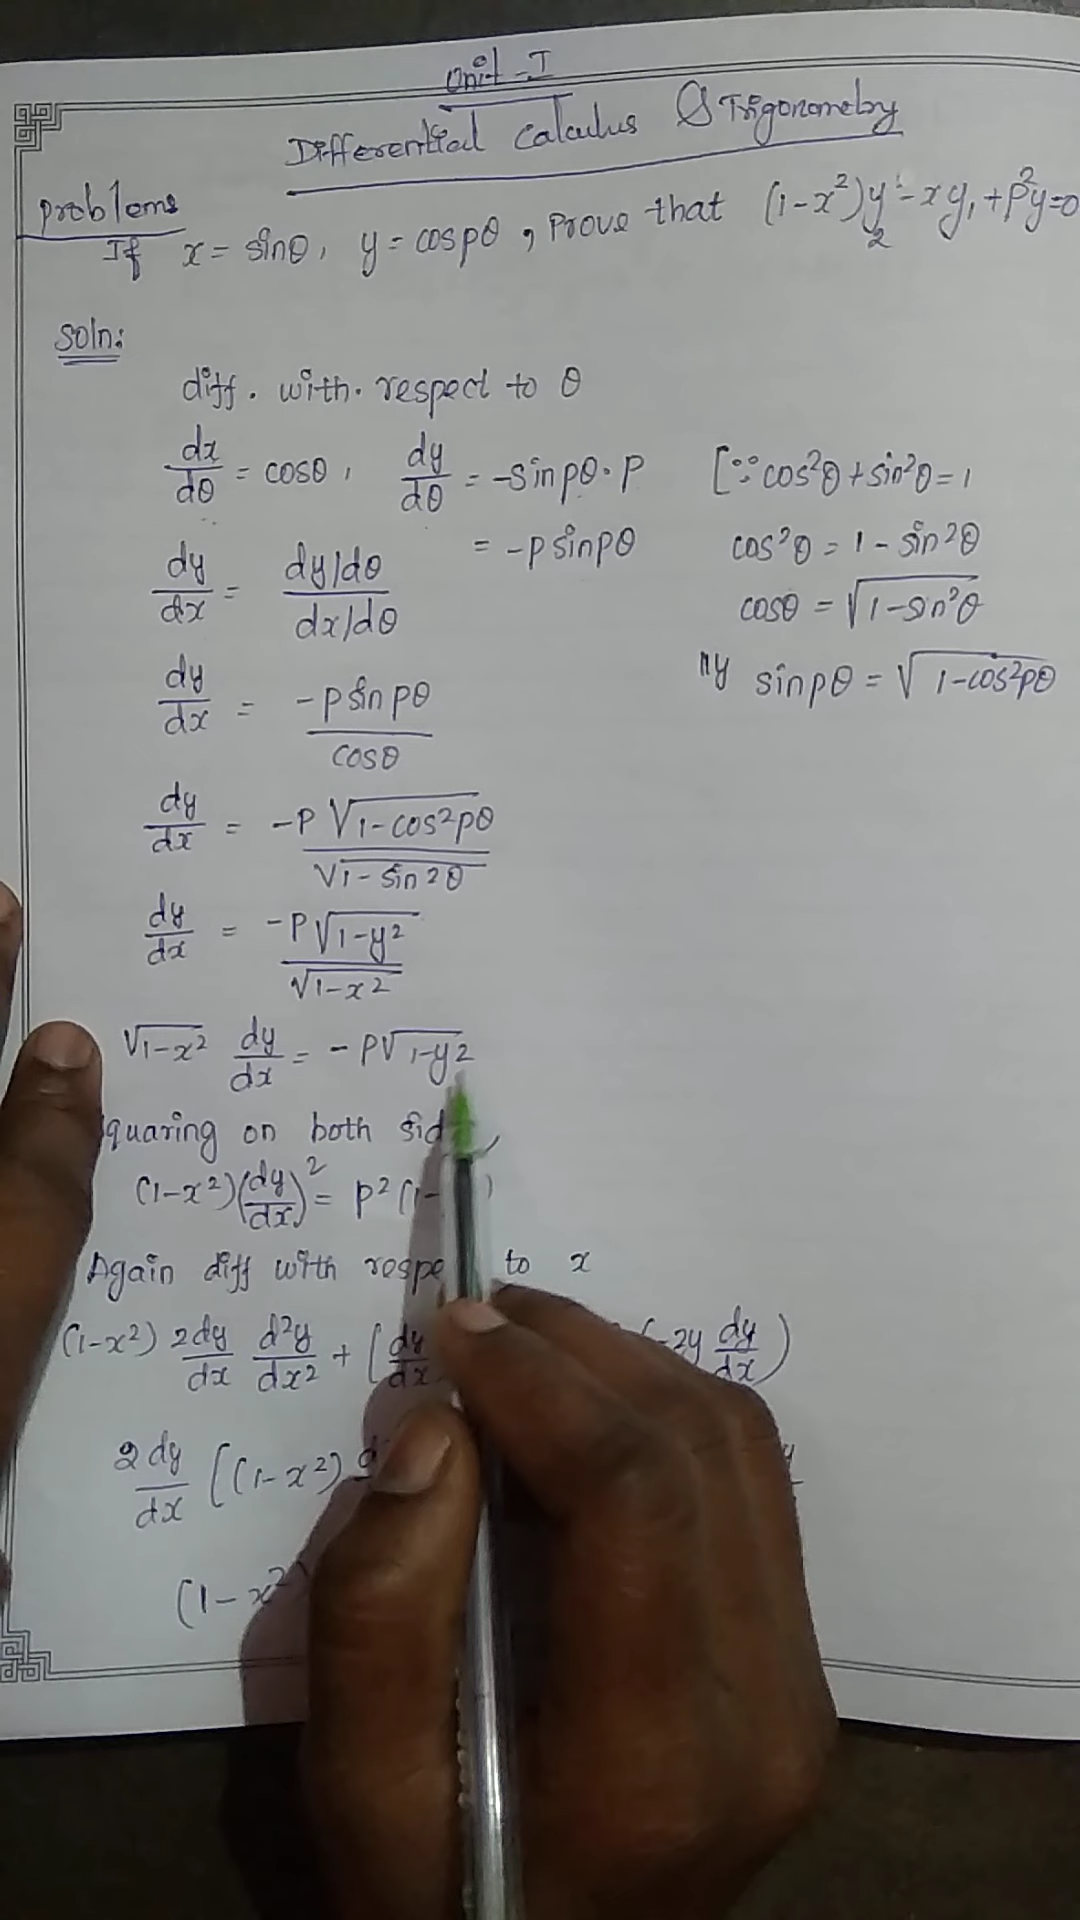 Unit-I
Differential Calculus & Trigonometry
Problems
If x = sinθ, y = cospθ, Prove that (1-x²)y₂ - xy₁ + p²y=0
Soln:
diff. with. respect to θ
dx/dθ = cosθ, dy/dθ = -sinpθ·p [∵ cos²θ + sin²θ = 1
= -p sinpθ cos²θ = 1 - sin²θ
dy/dx = dy/dθ / dx/dθ cosθ = √1-sin²θ
dy/dx = -p sin pθ / cosθ lly sinpθ = √1-cos²pθ
dy/dx = -p √1-cos²pθ / √1-sin²θ
dy/dx = -p√1-y² / √1-x²
√1-x² dy/dx = -p√1-y²
quaring on both sid
(1-x²)(dy/dx)² = p²(1- )
Again diff with respe to x
(1-x²) 2dy/dx d²y/dx² + (dy/dx (-2y dy/dx)
2 dy/dx [(1-x²)
(1-x²)